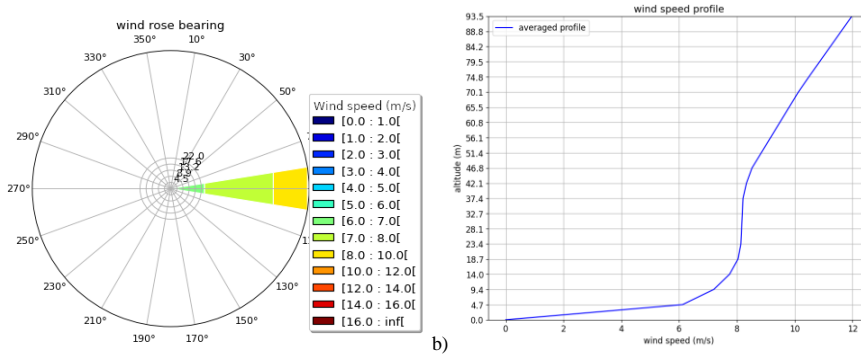 wind rose bearing
350°
10°
330°
30°
310°
50°
290°
270°
250°
230°
130°
210°
150°
190°
170°
22.0
17.6
13.2
4.5
Wind speed (m/s)
[0.0 : 1.0[
[1.0 : 2.0[
[2.0 : 3.0[
[3.0 : 4.0[
[4.0 : 5.0[
[5.0 : 6.0[
[6.0 : 7.0[
[7.0 : 8.0[
[8.0 : 10.0[
[10.0 : 12.0[
[12.0 : 14.0[
[14.0 : 16.0[
[16.0 : inf[
b)
wind speed profile
averaged profile
altitude (m)
93.5
88.8
84.2
79.5
74.8
70.1
65.5
60.8
56.1
51.4
46.8
42.1
37.4
32.7
28.1
23.4
18.7
14.0
9.4
4.7
0.0
0
2
4
6
8
10
12
wind speed (m/s)